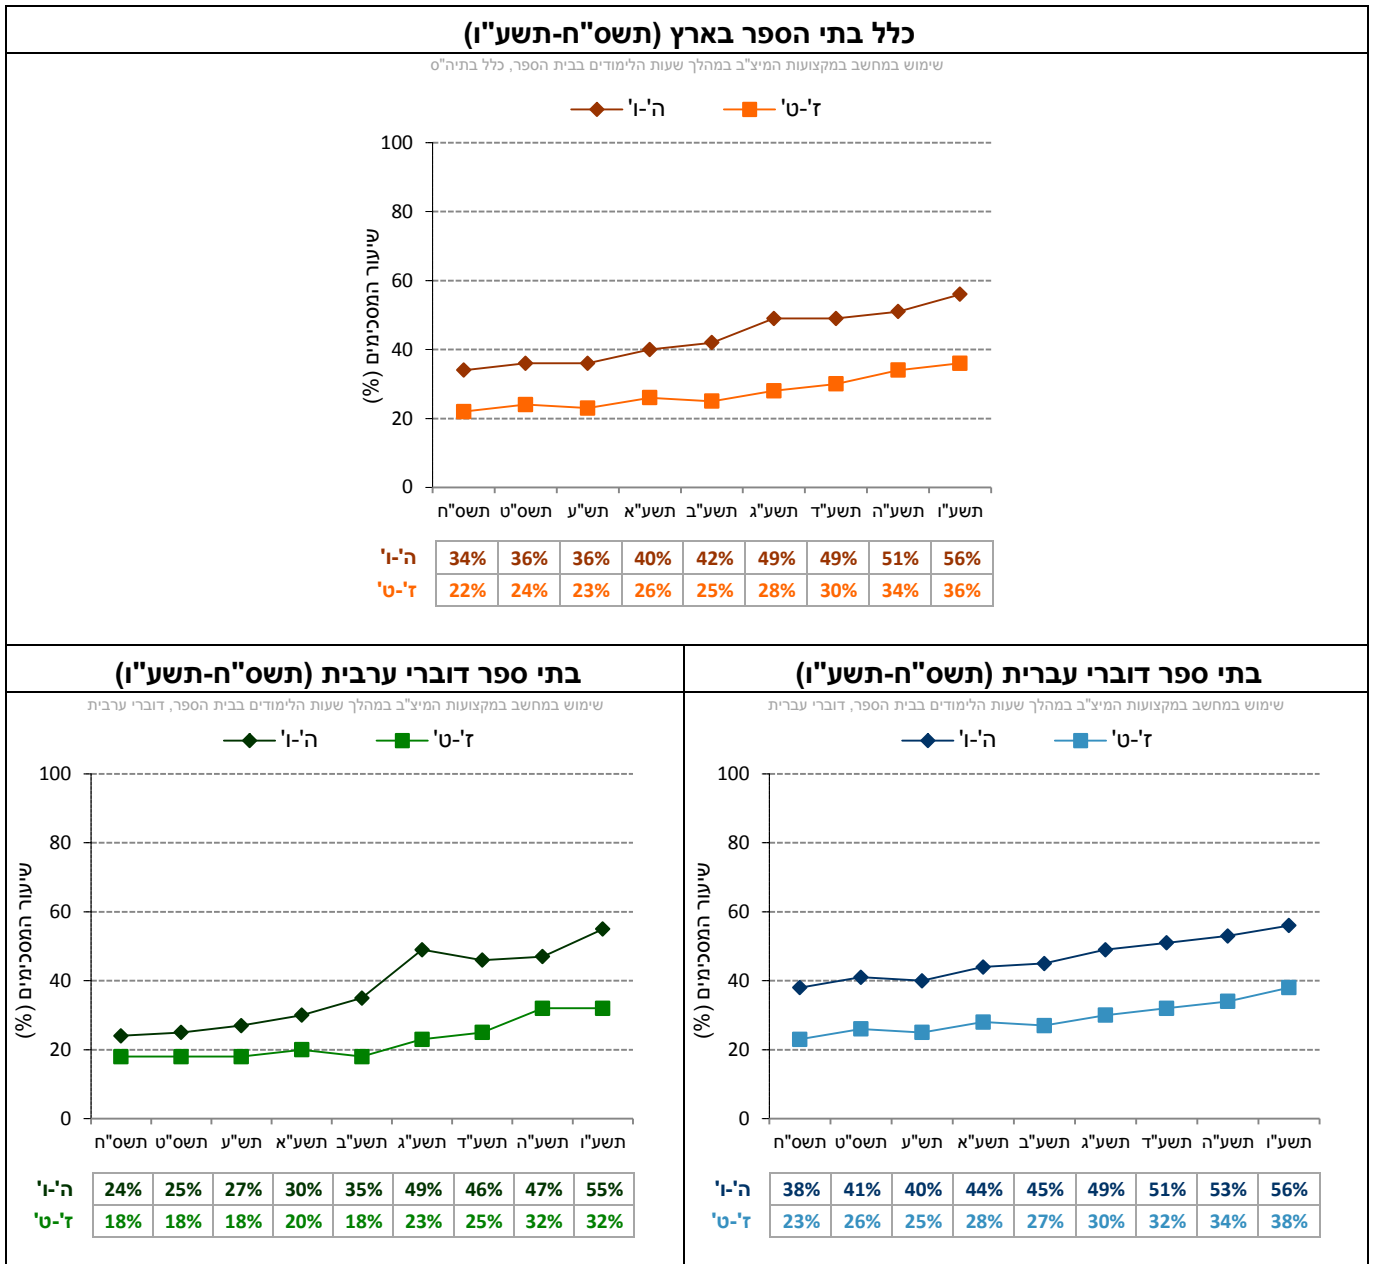 כלל בתי הספר בארץ (תשס"ח-תשע"ו)
שימוש במחשב במקצועות המיצ"ב במהלך שעות הלימודים בבית הספר, כלל בתיה"ס
ה'-ו' ז'-ט'
שיעור המסכימים (%)
100
80
60
40
20
0
תשס"ח תשס"ט תש"ע תשע"א תשע"ב תשע"ג תשע"ד תשע"ה תשע"ו
ה'-ו' 34% 36% 36% 40% 42% 49% 49% 51% 56%
ז'-ט' 22% 24% 23% 26% 25% 28% 30% 34% 36%
בתי ספר דוברי עברית (תשס"ח-תשע"ו)
שימוש במחשב במקצועות המיצ"ב במהלך שעות הלימודים בבית הספר, דוברי עברית
ה'-ו' ז'-ט'
שיעור המסכימים (%)
100
80
60
40
20
0
תשס"ח תשס"ט תש"ע תשע"א תשע"ב תשע"ג תשע"ד תשע"ה תשע"ו
ה'-ו' 38% 41% 40% 44% 45% 49% 51% 53% 56%
ז'-ט' 23% 26% 25% 28% 27% 30% 32% 34% 38%
בתי ספר דוברי ערבית (תשס"ח-תשע"ו)
שימוש במחשב במקצועות המיצ"ב במהלך שעות הלימודים בבית הספר, דוברי ערבית
ה'-ו' ז'-ט'
שיעור המסכימים (%)
100
80
60
40
20
0
תשס"ח תשס"ט תש"ע תשע"א תשע"ב תשע"ג תשע"ד תשע"ה תשע"ו
ה'-ו' 24% 25% 27% 30% 35% 49% 46% 47% 55%
ז'-ט' 18% 18% 18% 20% 18% 23% 25% 32% 32%